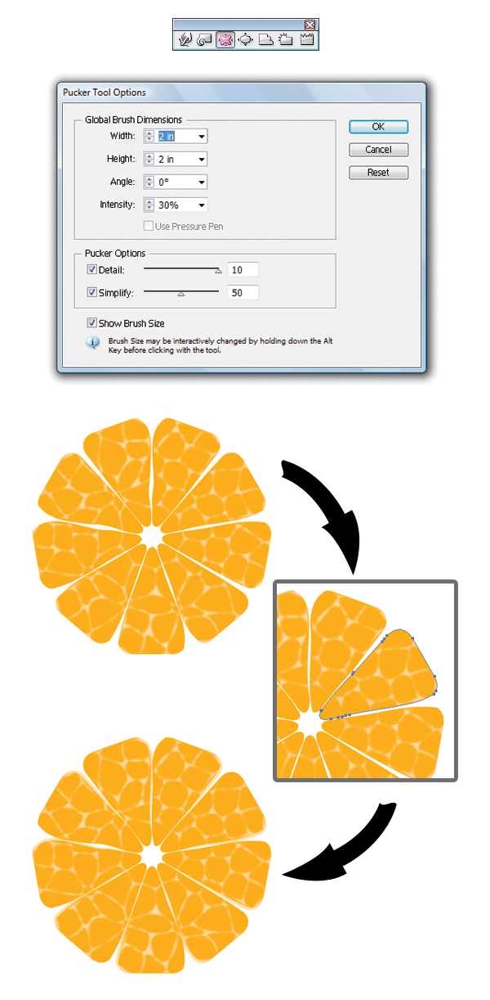 Pucker Tool Options
Global Brush Dimensions
Width: 2 in
Height: 2 in
Angle: 0°
Intensity: 30%
Use Pressure Pen
OK
Cancel
Reset
Pucker Options
Detail: 10
Simplify: 50
Show Brush Size
Brush Size may be interactively changed by holding down the Alt
Key before clicking with the tool.